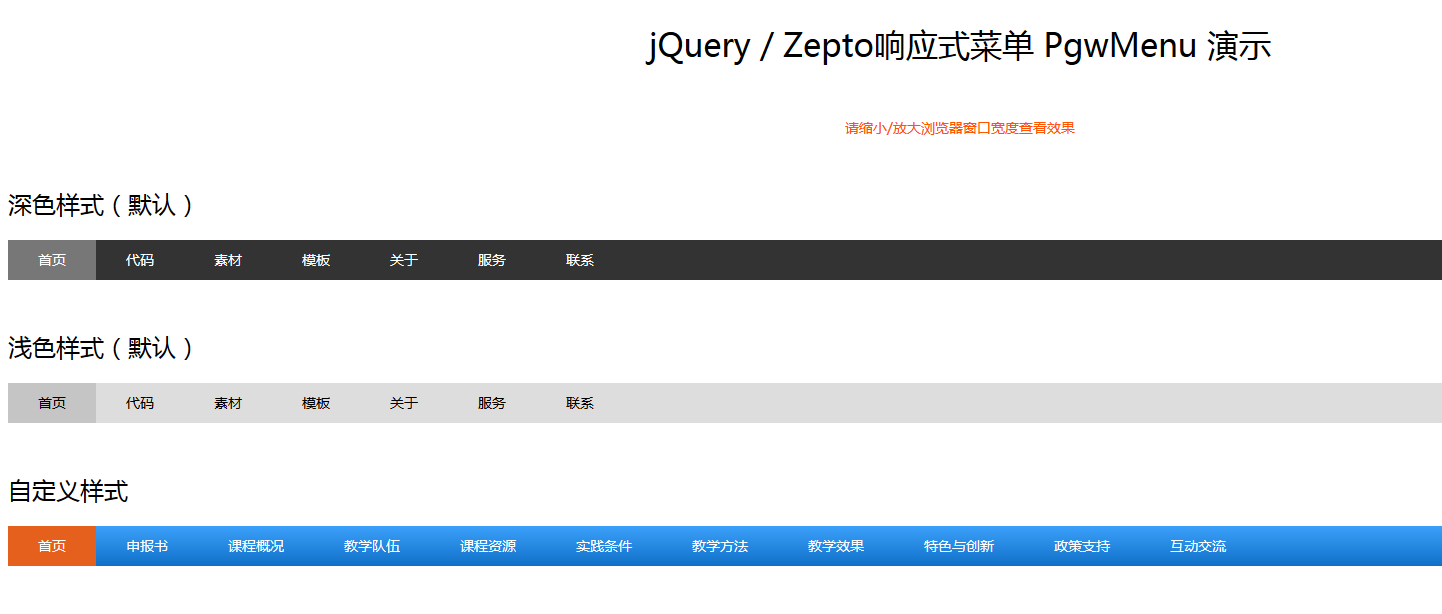 jQuery / Zepto响应式菜单 PgwMenu 演示
请缩小/放大浏览器窗口宽度查看效果
深色样式（默认）
首页 代码 素材 模板 关于 服务 联系
浅色样式（默认）
首页 代码 素材 模板 关于 服务 联系
自定义样式
首页 申报书 课程概况 教学队伍 课程资源 实践条件 教学方法 教学效果 特色与创新 政策支持 互动交流